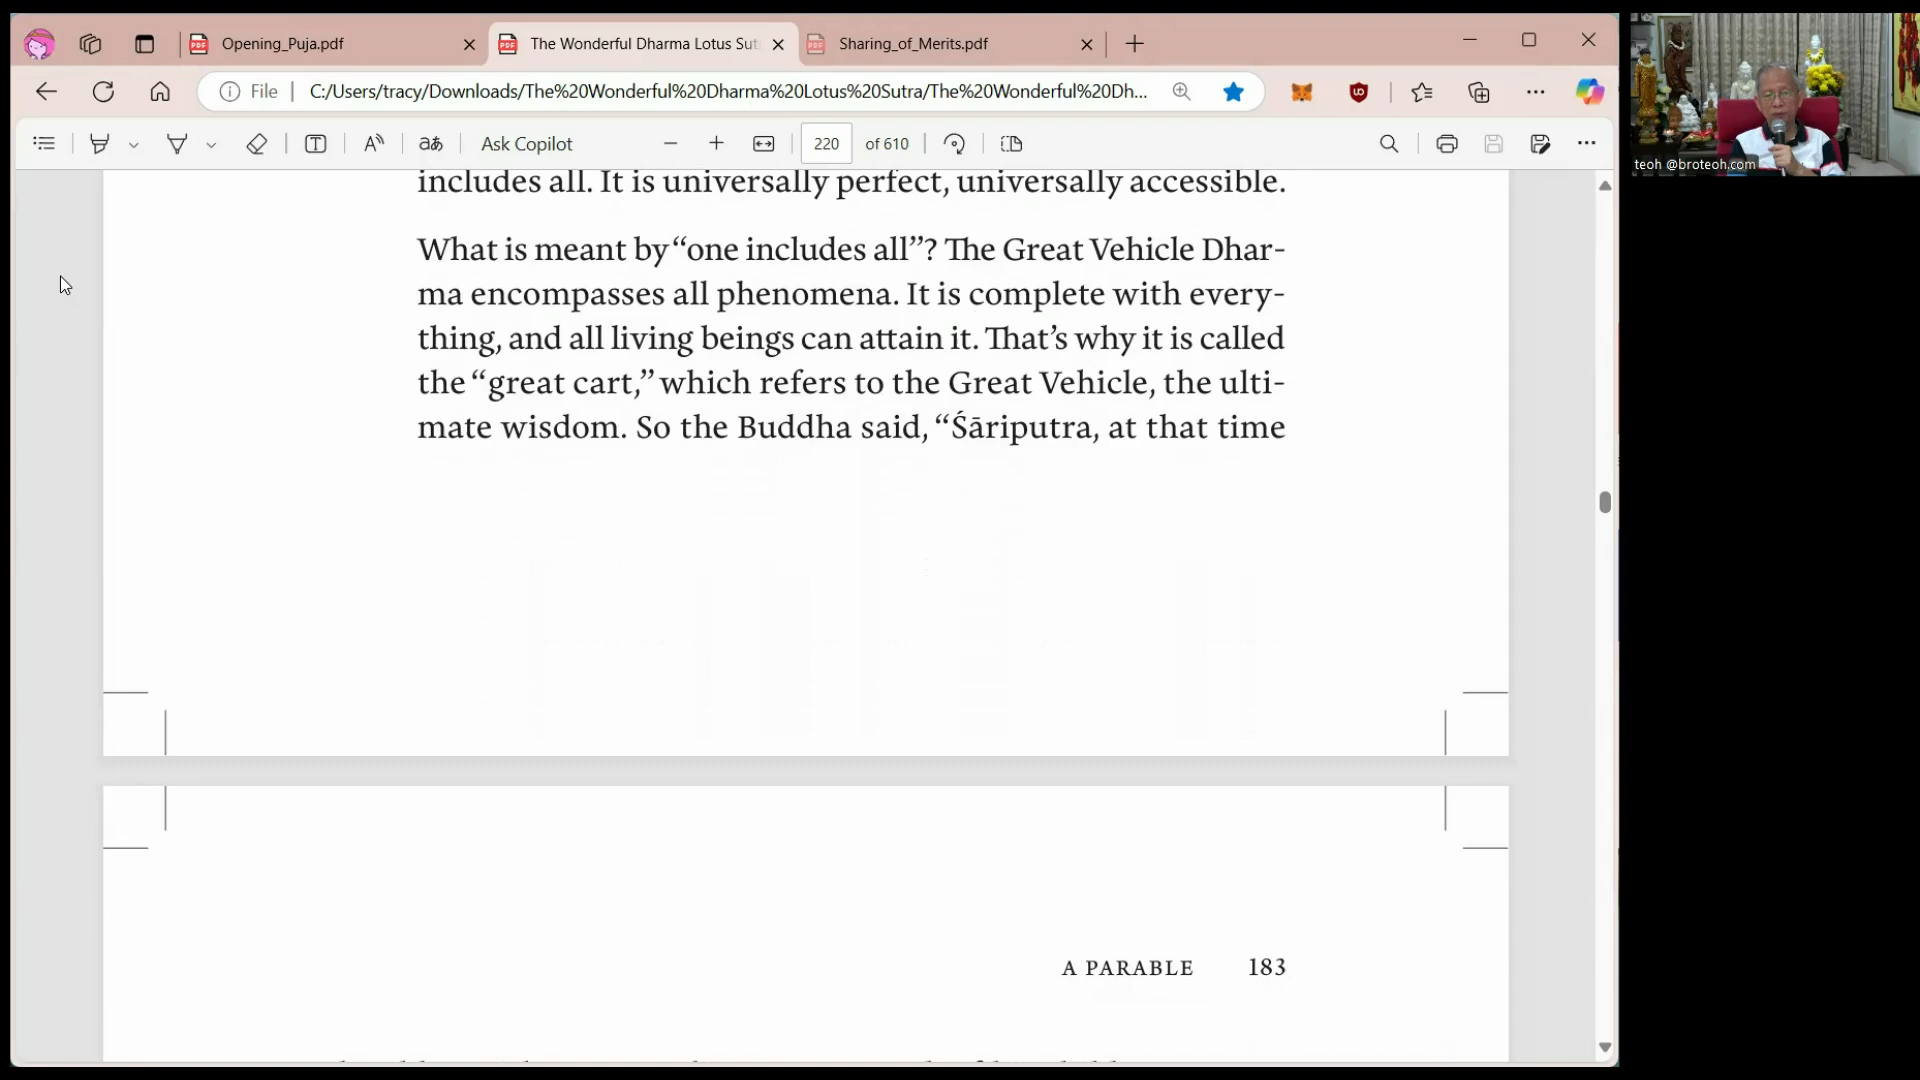 Opening_Puja.pdf
The Wonderful Dharma Lotus Sut
Sharing_of_Merits.pdf
File
C:/Users/tracy/Downloads/The%20Wonderful%20Dharma%20Lotus%20Sutra/The%20Wonderful%20Dh...
Ask Copilot
220 of 610
includes all. It is universally perfect, universally accessible.
What is meant by “one includes all”? The Great Vehicle Dhar-
ma encompasses all phenomena. It is complete with every-
thing, and all living beings can attain it. That’s why it is called
the “great cart,” which refers to the Great Vehicle, the ulti-
mate wisdom. So the Buddha said, “Śāriputra, at that time
A PARABLE 183
teoh @broteoh.com